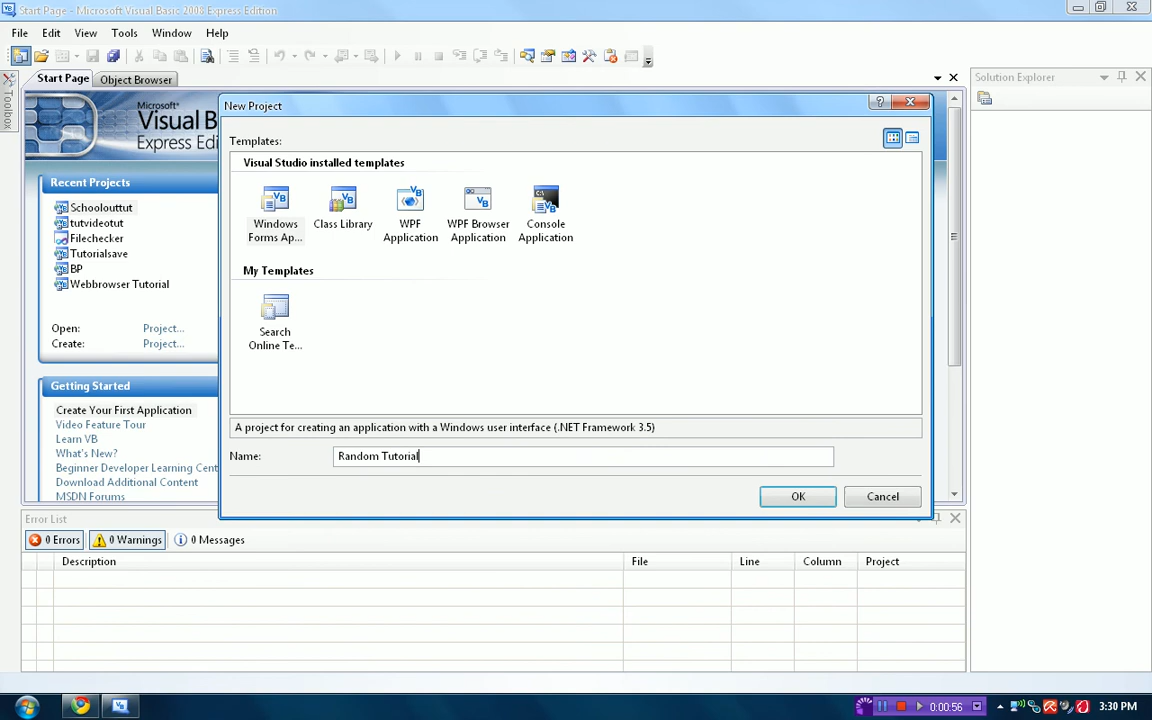 Start Page - Microsoft Visual Basic 2008 Express Edition
File Edit View Tools Window Help
Start Page Object Browser
Solution Explorer
Toolbox
Microsoft
Visual B
Express Edi
New Project
Templates:
Visual Studio installed templates
Windows Forms Ap...
Class Library
WPF Application
WPF Browser Application
Console Application
My Templates
Search Online Te...
A project for creating an application with a Windows user interface (.NET Framework 3.5)
Name: Random Tutorial
OK Cancel
Recent Projects
Schoolouttut
tutvideotut
Filechecker
Tutorialsave
BP
Webbrowser Tutorial
Open: Project...
Create: Project...
Getting Started
Create Your First Application
Video Feature Tour
Learn VB
What's New?
Beginner Developer Learning Cent
Download Additional Content
MSDN Forums
Error List
0 Errors 0 Warnings 0 Messages
Description File Line Column Project
0:00:56 3:30 PM